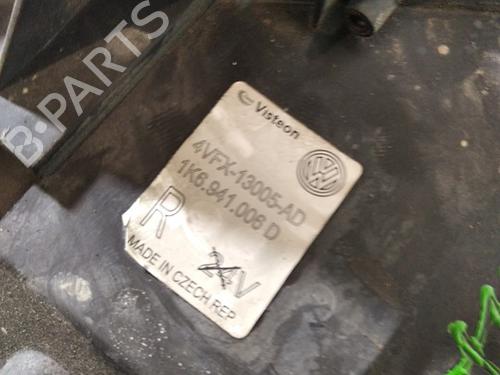 B-PARTS
Visteon
4VFX-13005-AD
1K6.941.006 D
R
24V
MADE IN CZECH REP